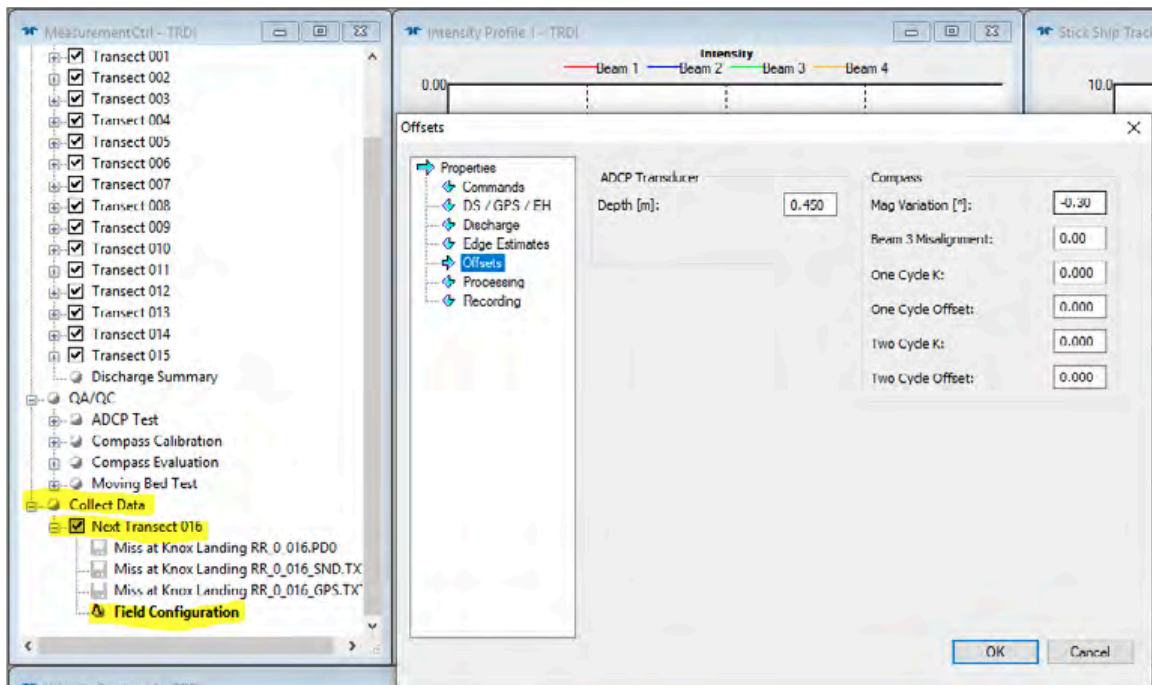 MeasurementCtrl - TRDI
Transect 001
Transect 002
Transect 003
Transect 004
Transect 005
Transect 006
Transect 007
Transect 008
Transect 009
Transect 010
Transect 011
Transect 012
Transect 013
Transect 014
Transect 015
Discharge Summary
QA/QC
ADCP Test
Compass Calibration
Compass Evaluation
Moving Bed Test
Collect Data
Next Transect 016
Miss at Knox Landing RR_0_016.PD0
Miss at Knox Landing RR_0_016_SND.TX
Miss at Knox Landing RR_0_016_GPS.TX
Field Configuration
Intensity Profile 1 - TRDI
Intensity
Beam 1 Beam 2 Beam 3 Beam 4
0.00
Stick Ship Trac
10.0
Offsets
Properties
Commands
DS / GPS / EH
Discharge
Edge Estimates
Offsets
Processing
Recording
ADCP Transducer
Depth [m]: 0.450
Compass
Mag Variation [°]: -0.30
Beam 3 Misalignment: 0.00
One Cycle K: 0.000
One Cycle Offset: 0.000
Two Cycle K: 0.000
Two Cycle Offset: 0.000
OK Cancel